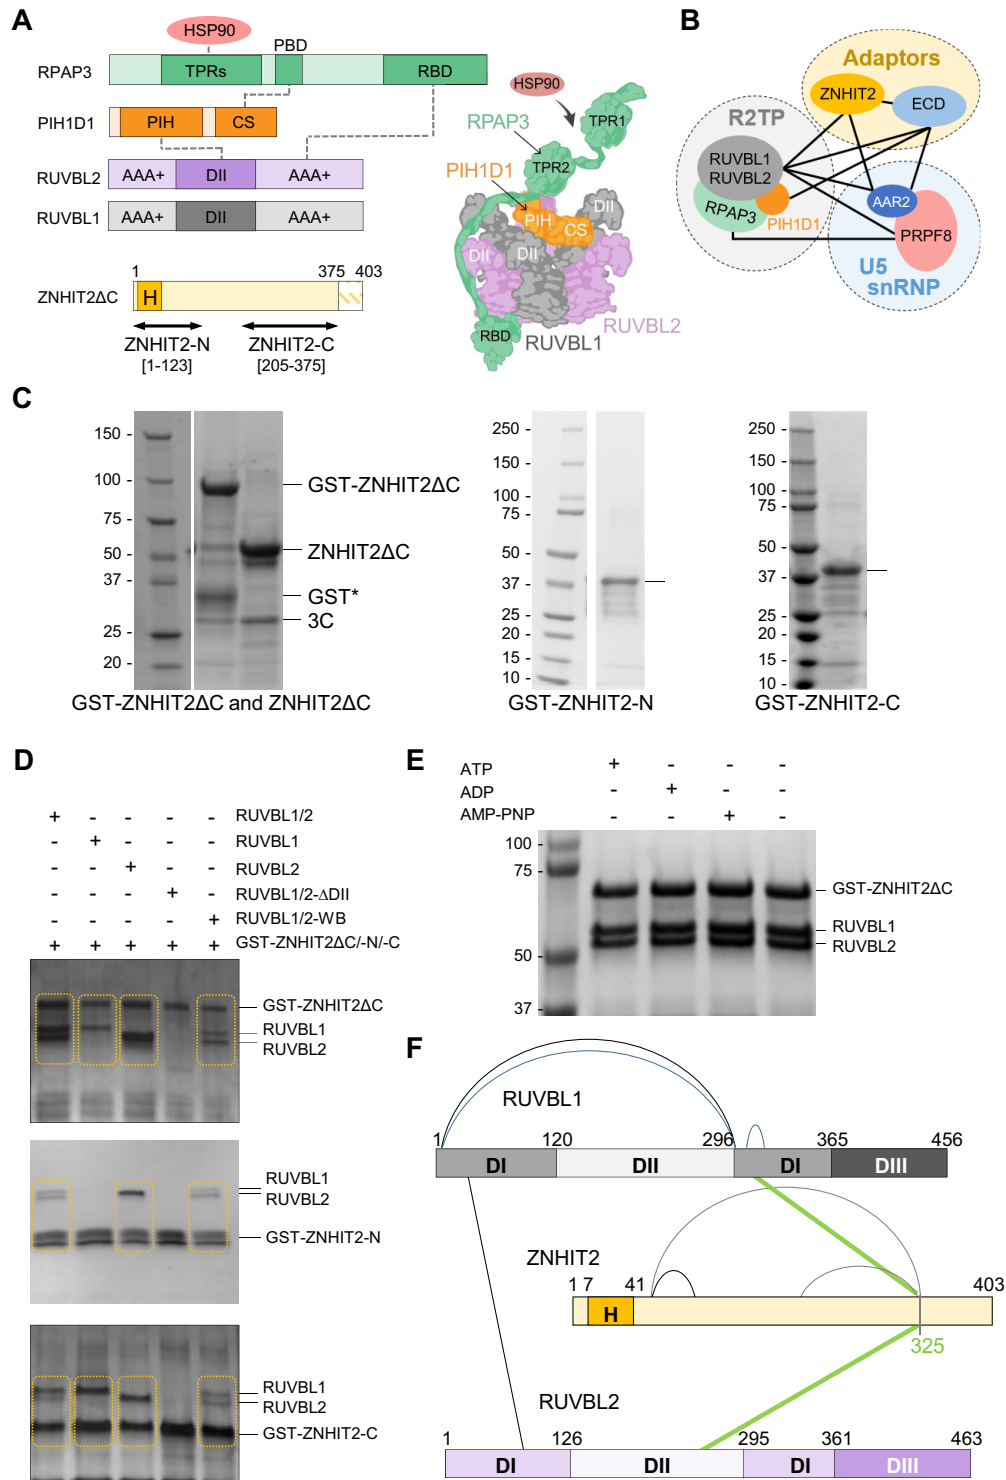 A
HSP90
PBD
RPAP3
TPRs
RBD
PIH1D1
PIH
CS
RUVBL2
AAA+
DII
AAA+
RUVBL1
AAA+
DII
AAA+
1
375
403
ZNHIT2ΔC
H
ZNHIT2-N
[1-123]
ZNHIT2-C
[205-375]
HSP90
TPR1
RPAP3
TPR2
PIH1D1
PIH
CS
DII
DII
DII
RUVBL2
RBD
RUVBL1
B
Adaptors
ZNHIT2
ECD
R2TP
RUVBL1
RUVBL2
RPAP3
PIH1D1
AAR2
PRPF8
U5
snRNP
C
150 -
100 -
75 -
50 -
37 -
25 -
20 -
GST-ZNHIT2ΔC
ZNHIT2ΔC
GST*
3C
GST-ZNHIT2ΔC and ZNHIT2ΔC
250 -
150 -
100 -
75 -
50 -
37 -
25 -
20 -
15 -
10 -
GST-ZNHIT2-N
250 -
150 -
100 -
75 -
50 -
37 -
25 -
20 -
15 -
10 -
GST-ZNHIT2-C
D
+ - - - - RUVBL1/2
- + - - - RUVBL1
- - + - - RUVBL2
- - - + - RUVBL1/2-ΔDII
- - - - + RUVBL1/2-WB
+ + + + + GST-ZNHIT2ΔC/-N/-C
GST-ZNHIT2ΔC
RUVBL1
RUVBL2
RUVBL1
RUVBL2
GST-ZNHIT2-N
RUVBL1
RUVBL2
GST-ZNHIT2-C
E
ATP + - - -
ADP - + - -
AMP-PNP - - + -
100 -
75 -
50 -
37 -
GST-ZNHIT2ΔC
RUVBL1
RUVBL2
F
RUVBL1
1 120 296 365 456
DI DII DI DIII
ZNHIT2
1 7 41 403
H
325
RUVBL2
1 126 295 361 463
DI DII DI DIII